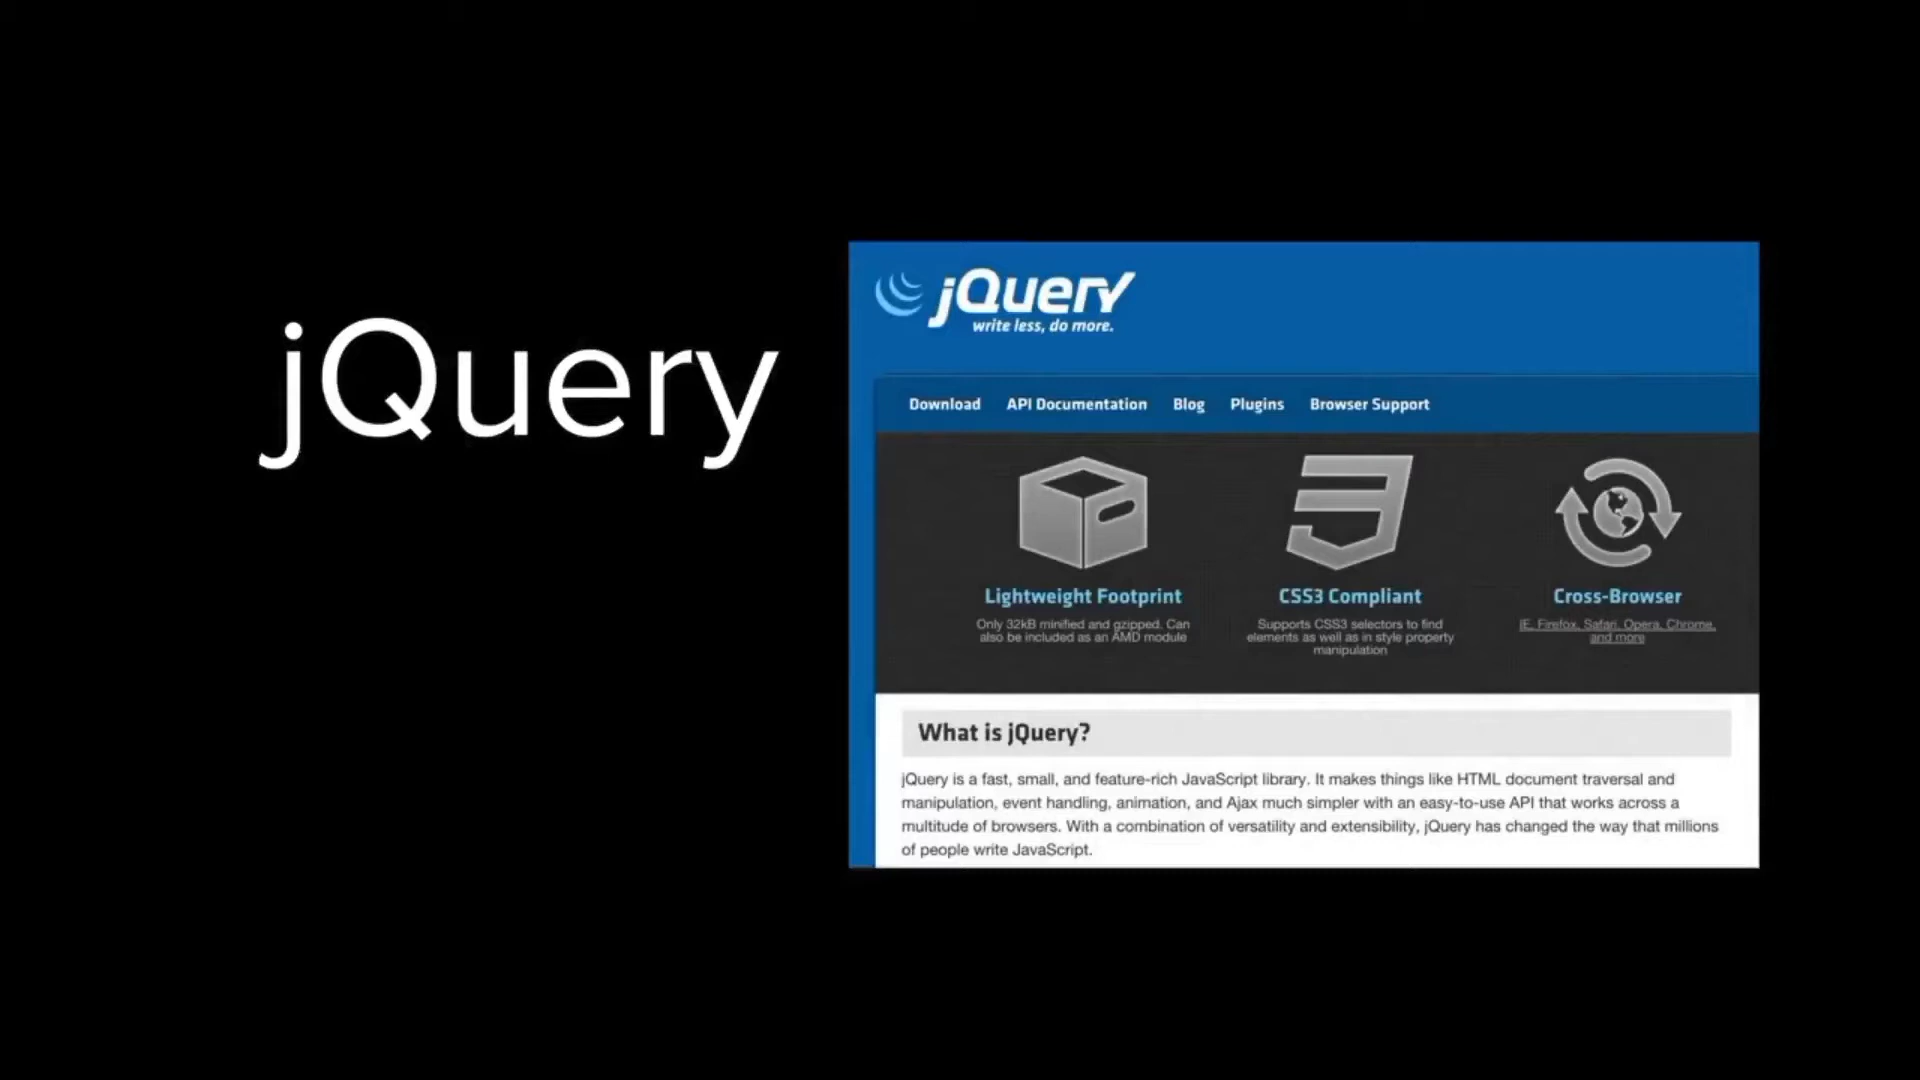 jQuery
jQuery
write less, do more.
Download API Documentation Blog Plugins Browser Support
Lightweight Footprint
Only 32kB minified and gzipped. Can
also be included as an AMD module
CSS3 Compliant
Supports CSS3 selectors to find
elements as well as in style property
manipulation
Cross-Browser
IE, Firefox, Safari, Opera, Chrome,
and more
What is jQuery?
jQuery is a fast, small, and feature-rich JavaScript library. It makes things like HTML document traversal and
manipulation, event handling, animation, and Ajax much simpler with an easy-to-use API that works across a
multitude of browsers. With a combination of versatility and extensibility, jQuery has changed the way that millions
of people write JavaScript.